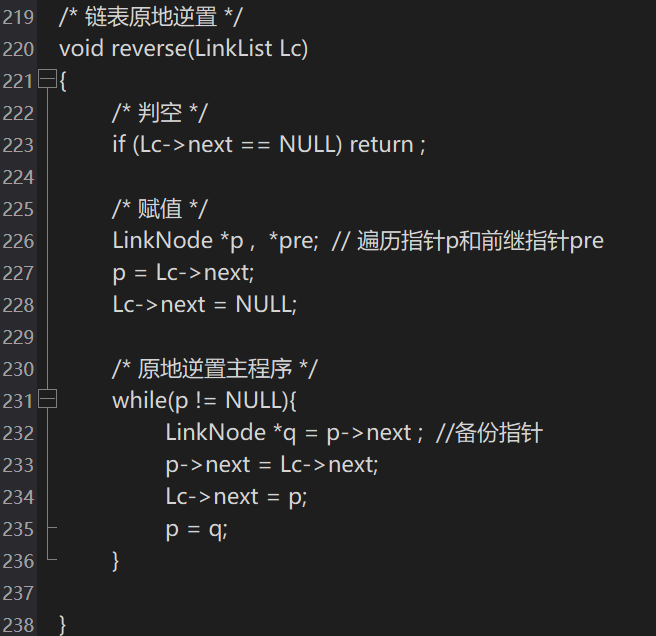 219 /* 链表原地逆置 */
220 void reverse(LinkList Lc)
221 {
222 /* 判空 */
223 if (Lc->next == NULL) return ;
224
225 /* 赋值 */
226 LinkNode *p ,  *pre;  // 遍历指针p和前继指针pre
227 p = Lc->next;
228 Lc->next = NULL;
229
230 /* 原地逆置主程序 */
231 while(p != NULL){
232 LinkNode *q = p->next ;  //备份指针
233 p->next = Lc->next;
234 Lc->next = p;
235 p = q;
236 }
237
238 }